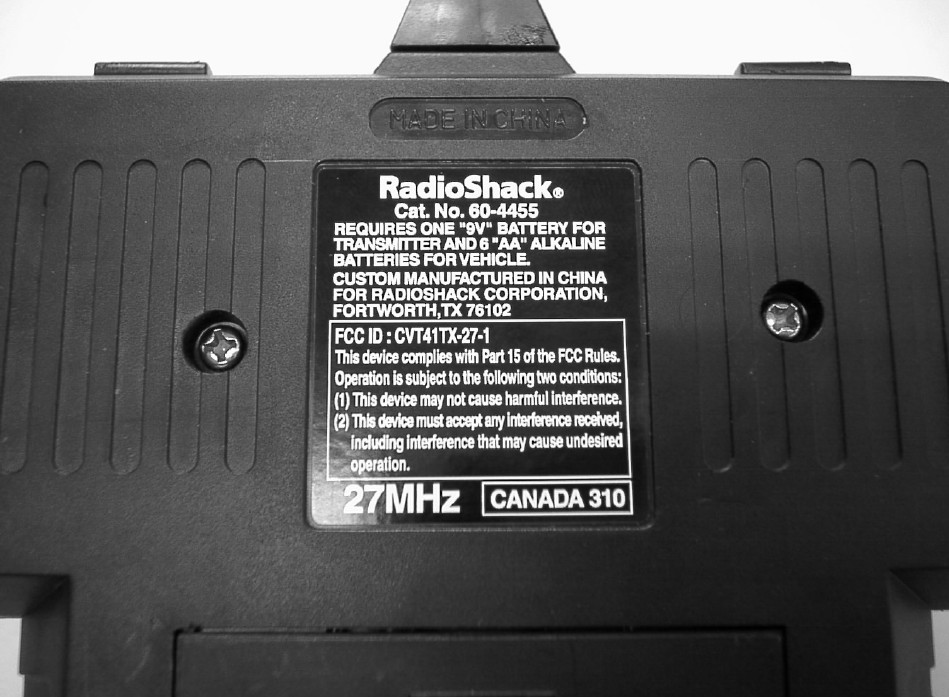 MADE IN CHINA
RadioShack®
Cat. No. 60-4455
REQUIRES ONE "9V" BATTERY FOR
TRANSMITTER AND 6 "AA" ALKALINE
BATTERIES FOR VEHICLE.
CUSTOM MANUFACTURED IN CHINA
FOR RADIOSHACK CORPORATION,
FORTWORTH,TX 76102
FCC ID : CVT41TX-27-1
This device complies with Part 15 of the FCC Rules.
Operation is subject to the following two conditions:
(1) This device may not cause harmful interference.
(2) This device must accept any interference received,
including interference that may cause undesired
operation.
27MHz CANADA 310